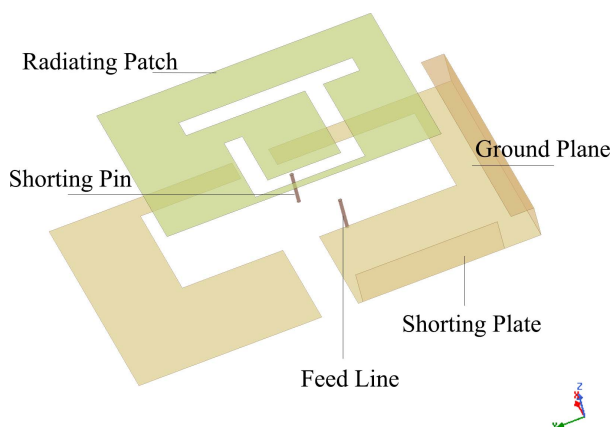 Radiating Patch
Ground Plane
Shorting Pin
Shorting Plate
Feed Line
Z
Y